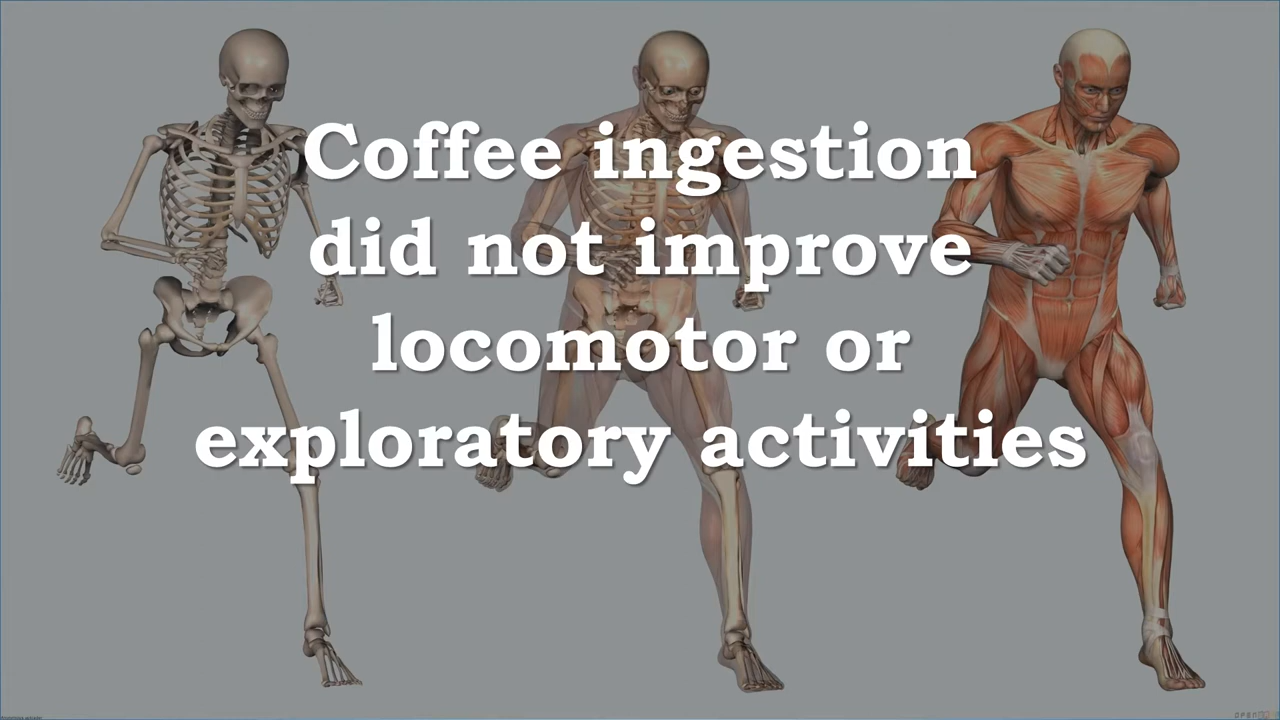 Coffee ingestion
did not improve
locomotor or
exploratory activities